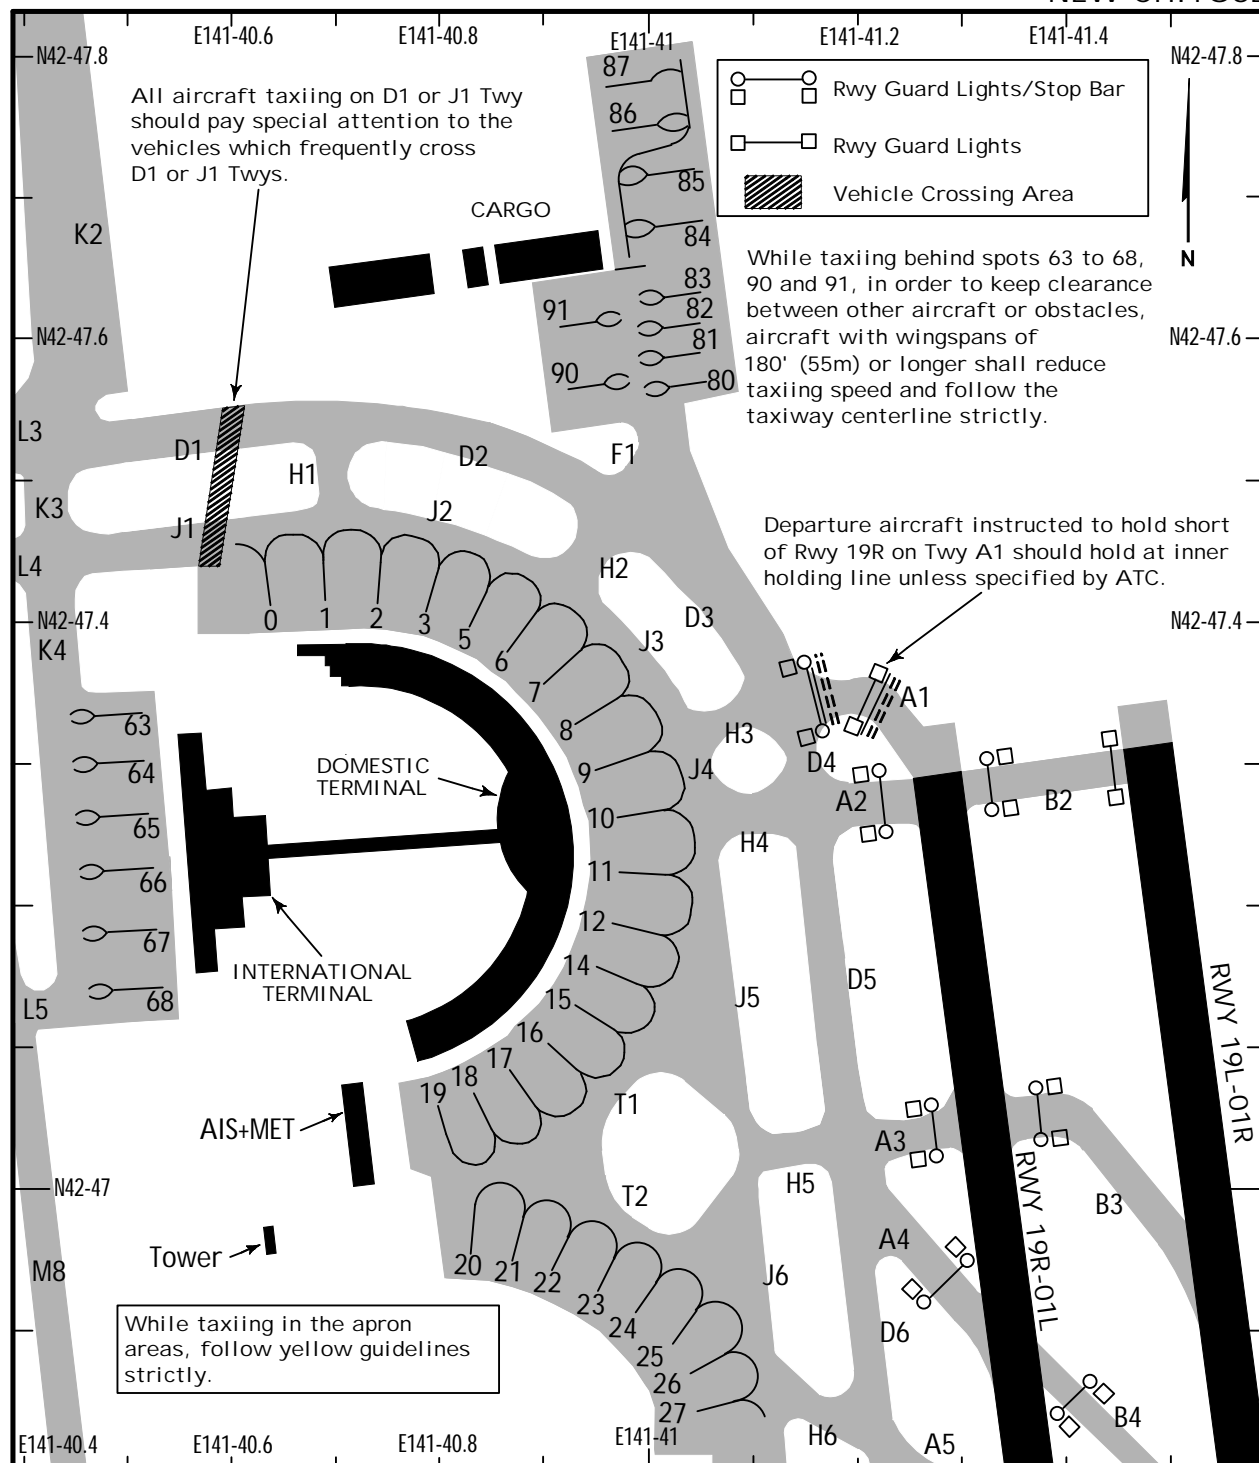 E141-40.6
E141-40.8
E141-41
E141-41.2
E141-41.4
N42-47.8
N42-47.8
87
86
85
84
83
82
81
80
91
90
Rwy Guard Lights/Stop Bar
Rwy Guard Lights
Vehicle Crossing Area
All aircraft taxiing on D1 or J1 Twy
should pay special attention to the
vehicles which frequently cross
D1 or J1 Twys.
CARGO
K2
N
While taxiing behind spots 63 to 68,
90 and 91, in order to keep clearance
between other aircraft or obstacles,
aircraft with wingspans of
180' (55m) or longer shall reduce
taxiing speed and follow the
taxiway centerline strictly.
N42-47.6
N42-47.6
L3
D1
H1
D2
F1
K3
J1
J2
L4
H2
Departure aircraft instructed to hold short
of Rwy 19R on Twy A1 should hold at inner
holding line unless specified by ATC.
N42-47.4
N42-47.4
0
1
2
3
5
6
7
8
9
10
11
12
14
15
16
17
18
19
K4
J3
D3
A1
H3
J4
D4
A2
B2
H4
63
64
65
66
67
68
DOMESTIC
TERMINAL
INTERNATIONAL
TERMINAL
L5
J5
D5
RWY 19L-01R
RWY 19R-01L
T1
T2
A3
H5
B3
AIS+MET
N42-47
Tower
M8
20
21
22
23
24
25
26
27
A4
J6
D6
B4
H6
A5
While taxiing in the apron
areas, follow yellow guidelines
strictly.
E141-40.4
E141-40.6
E141-40.8
E141-41